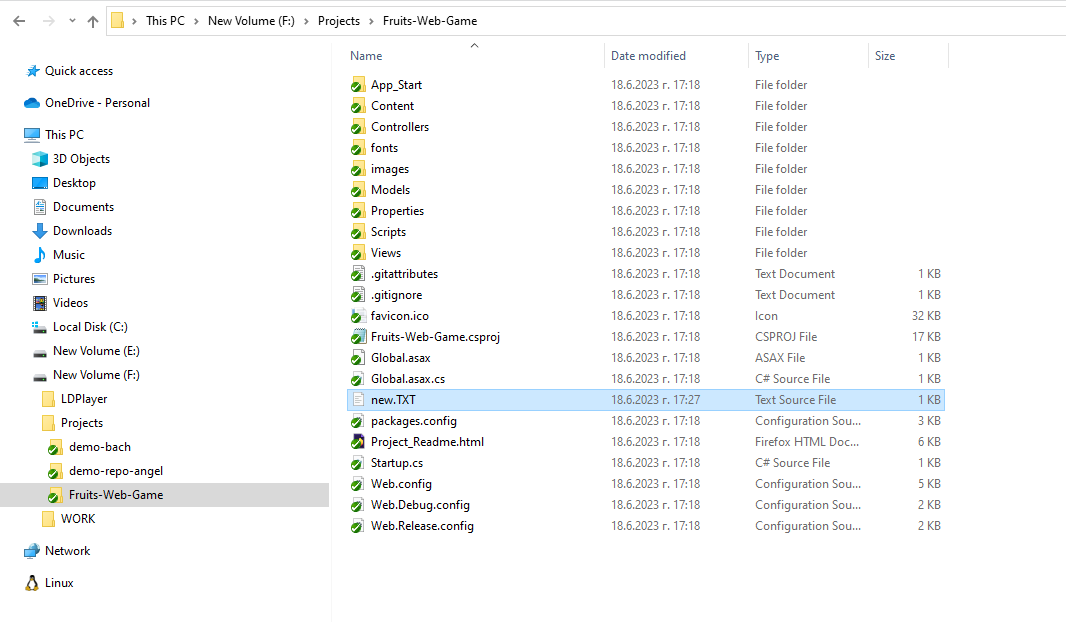 This PC > New Volume (F:) > Projects > Fruits-Web-Game
Quick access
OneDrive - Personal
This PC
3D Objects
Desktop
Documents
Downloads
Music
Pictures
Videos
Local Disk (C:)
New Volume (E:)
New Volume (F:)
LDPlayer
Projects
demo-bach
demo-repo-angel
Fruits-Web-Game
WORK
Network
Linux
Name Date modified Type Size
App_Start 18.6.2023 г. 17:18 File folder
Content 18.6.2023 г. 17:18 File folder
Controllers 18.6.2023 г. 17:18 File folder
fonts 18.6.2023 г. 17:18 File folder
images 18.6.2023 г. 17:18 File folder
Models 18.6.2023 г. 17:18 File folder
Properties 18.6.2023 г. 17:18 File folder
Scripts 18.6.2023 г. 17:18 File folder
Views 18.6.2023 г. 17:18 File folder
.gitattributes 18.6.2023 г. 17:18 Text Document 1 KB
.gitignore 18.6.2023 г. 17:18 Text Document 1 KB
favicon.ico 18.6.2023 г. 17:18 Icon 32 KB
Fruits-Web-Game.csproj 18.6.2023 г. 17:18 CSPROJ File 17 KB
Global.asax 18.6.2023 г. 17:18 ASAX File 1 KB
Global.asax.cs 18.6.2023 г. 17:18 C# Source File 1 KB
new.TXT 18.6.2023 г. 17:27 Text Source File 1 KB
packages.config 18.6.2023 г. 17:18 Configuration Sou... 3 KB
Project_Readme.html 18.6.2023 г. 17:18 Firefox HTML Doc... 6 KB
Startup.cs 18.6.2023 г. 17:18 C# Source File 1 KB
Web.config 18.6.2023 г. 17:18 Configuration Sou... 5 KB
Web.Debug.config 18.6.2023 г. 17:18 Configuration Sou... 2 KB
Web.Release.config 18.6.2023 г. 17:18 Configuration Sou... 2 KB